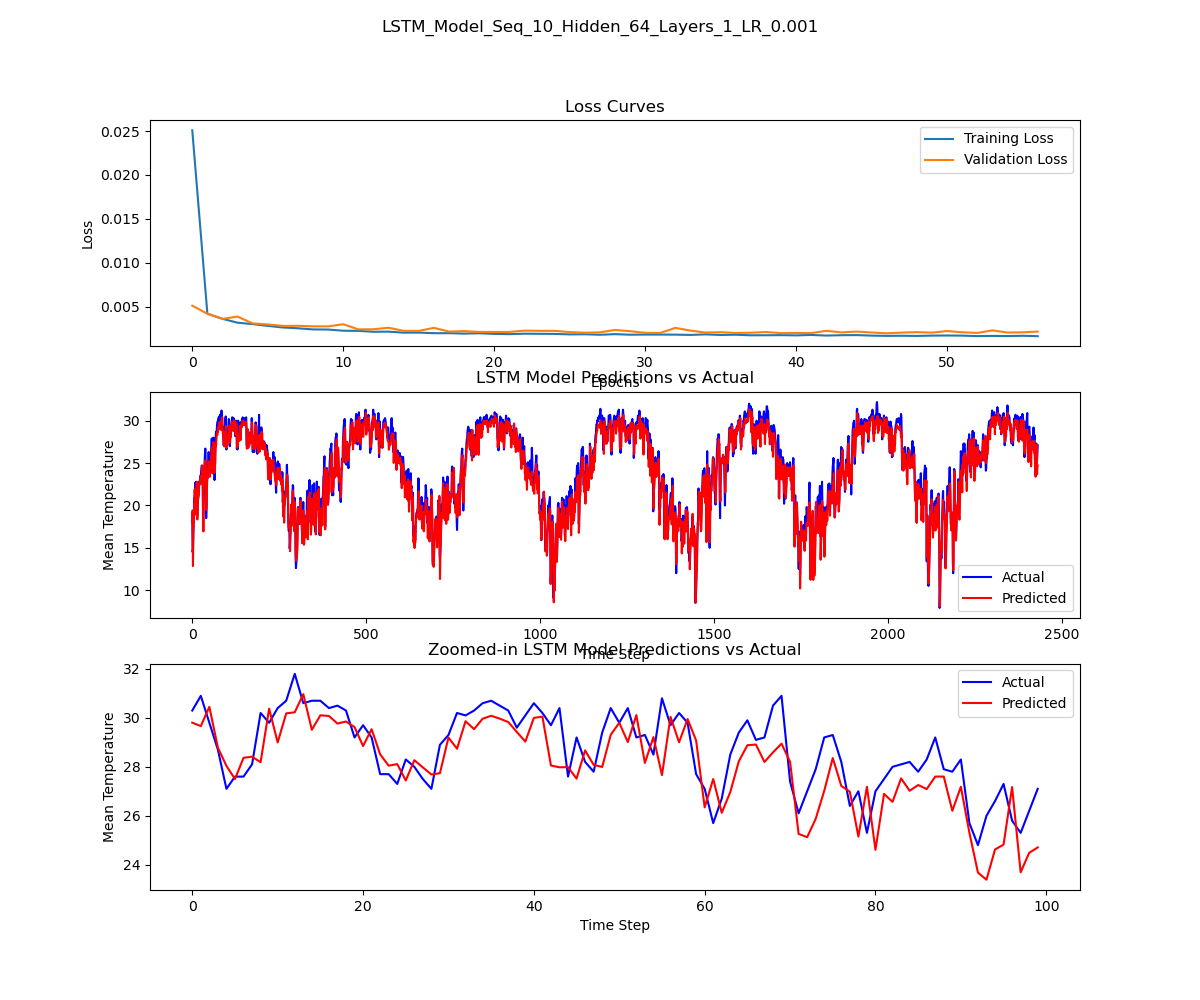 LSTM_Model_Seq_10_Hidden_64_Layers_1_LR_0.001
Loss Curves
0.025
0.020
0.015
0.010
0.005
Loss
Training Loss
Validation Loss
0 10 20 30 40 50
Epochs
LSTM Model Predictions vs Actual
30
25
20
15
10
Mean Temperature
Actual
Predicted
0 500 1000 1500 2000 2500
Time Step
Zoomed-in LSTM Model Predictions vs Actual
32
30
28
26
24
Mean Temperature
Actual
Predicted
0 20 40 60 80 100
Time Step